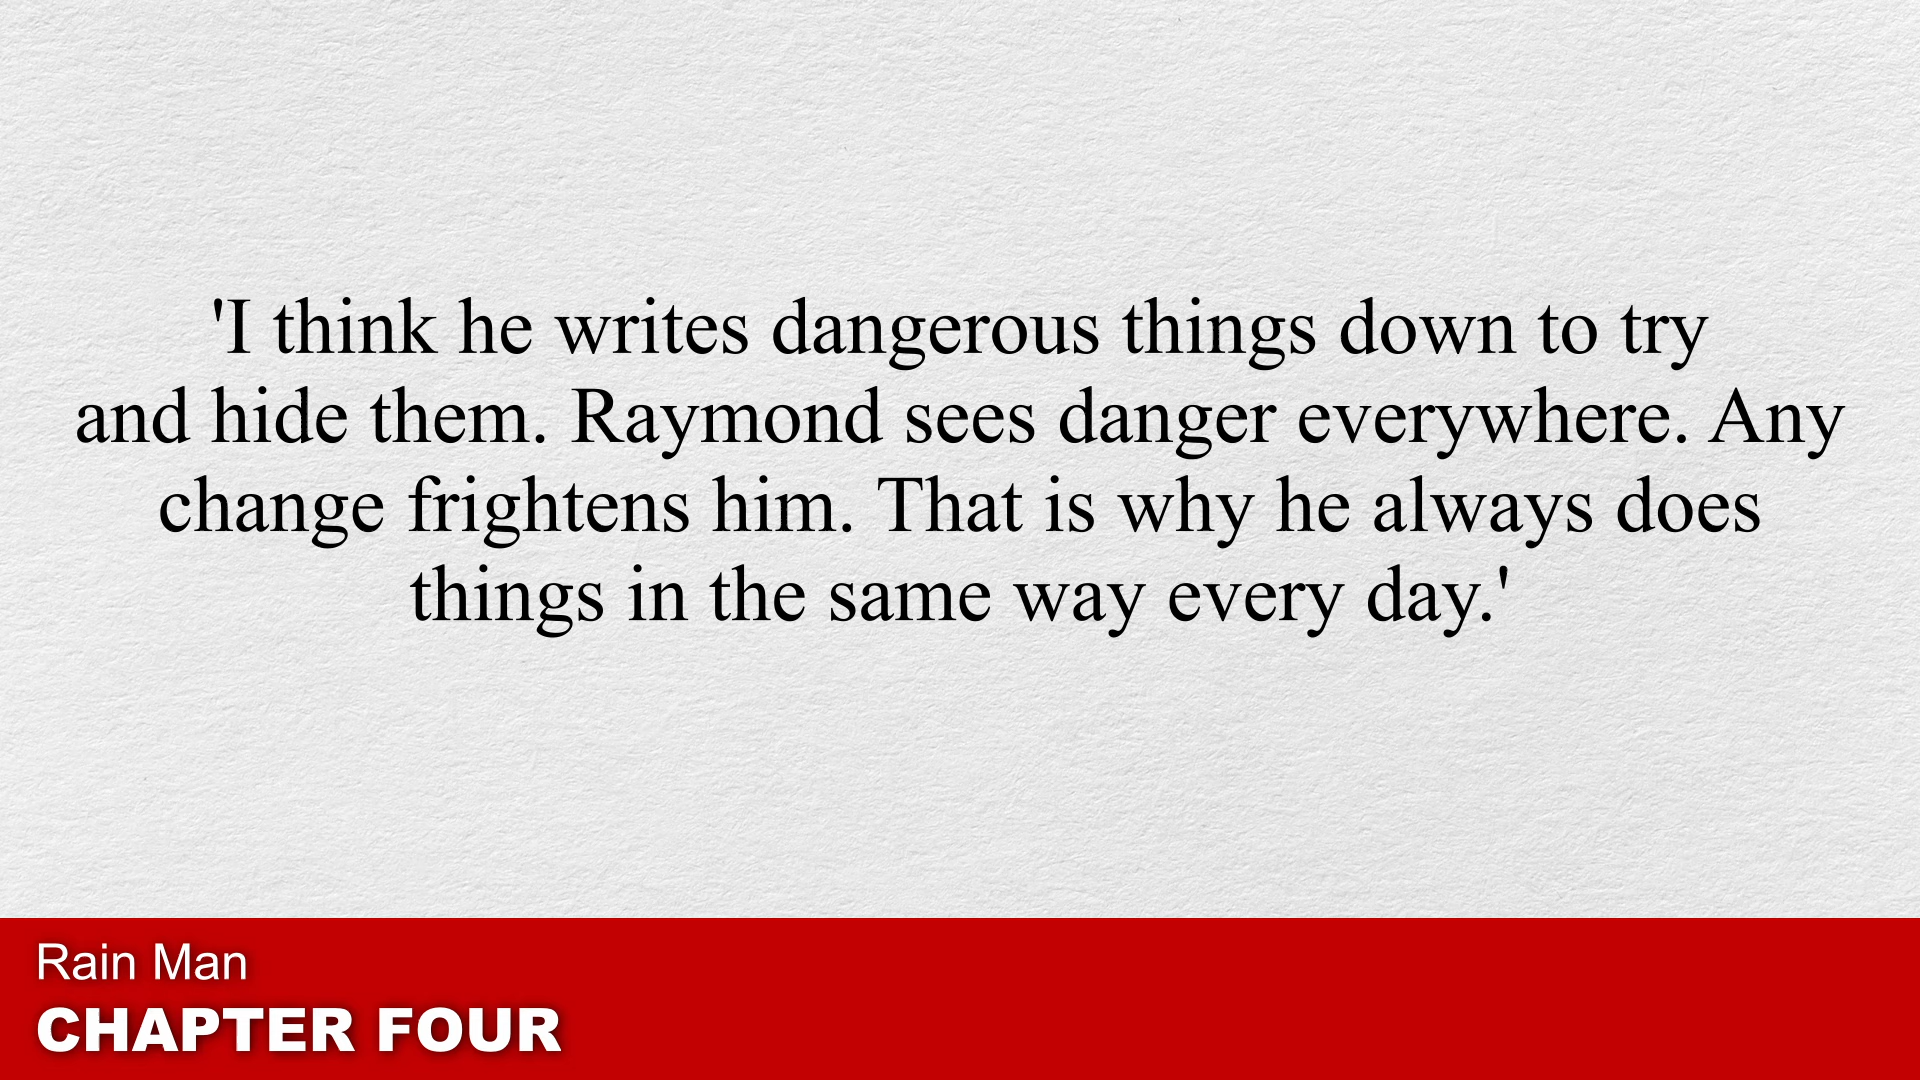 'I think he writes dangerous things down to try
and hide them. Raymond sees danger everywhere. Any
change frightens him. That is why he always does
things in the same way every day.'
Rain Man
CHAPTER FOUR